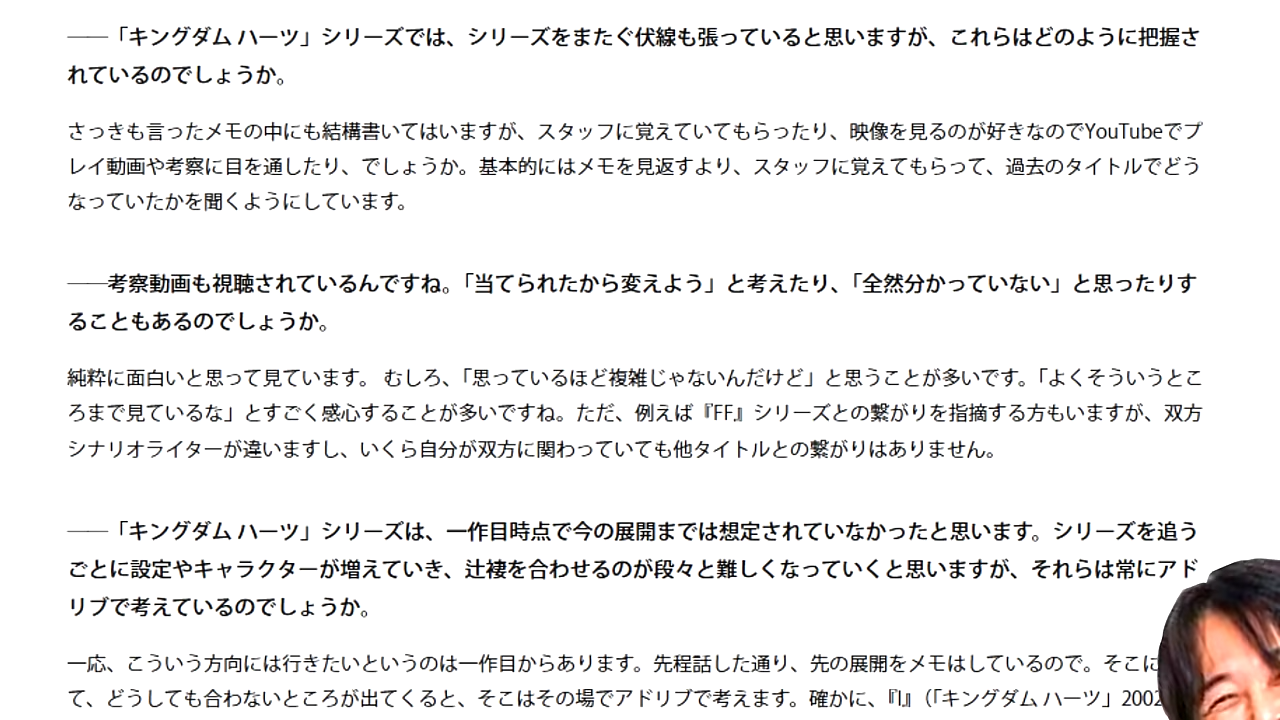 ――「キングダム ハーツ」シリーズでは、シリーズをまたぐ伏線も張っていると思いますが、これらはどのように把握さ
れているのでしょうか。
さっきも言ったメモの中にも結構書いてはいますが、スタッフに覚えていてもらったり、映像を見るのが好きなのでYouTubeでプ
レイ動画や考察に目を通したり、でしょうか。基本的にはメモを見返すより、スタッフに覚えてもらって、過去のタイトルでどう
なっていたかを聞くようにしています。
――考察動画も視聴されているんですね。「当てられたから変えよう」と考えたり、「全然分かっていない」と思ったりす
ることもあるのでしょうか。
純粋に面白いと思って見ています。 むしろ、「思っているほど複雑じゃないんだけど」と思うことが多いです。「よくそういうとこ
ろまで見ているな」とすごく感心することが多いですね。ただ、例えば『FF』シリーズとの繋がりを指摘する方もいますが、双方
シナリオライターが違いますし、いくら自分が双方に関わっていても他タイトルとの繋がりはありません。
――「キングダム ハーツ」シリーズは、一作目時点で今の展開までは想定されていなかったと思います。シリーズを追う
ごとに設定やキャラクターが増えていき、辻褄を合わせるのが段々と難しくなっていくと思いますが、それらは常にアド
リブで考えているのでしょうか。
一応、こういう方向には行きたいというのは一作目からあります。先程話した通り、先の展開をメモはしているので。そこに
て、どうしても合わないところが出てくると、そこはその場でアドリブで考えます。確かに、『I』（「キングダム ハーツ」2002